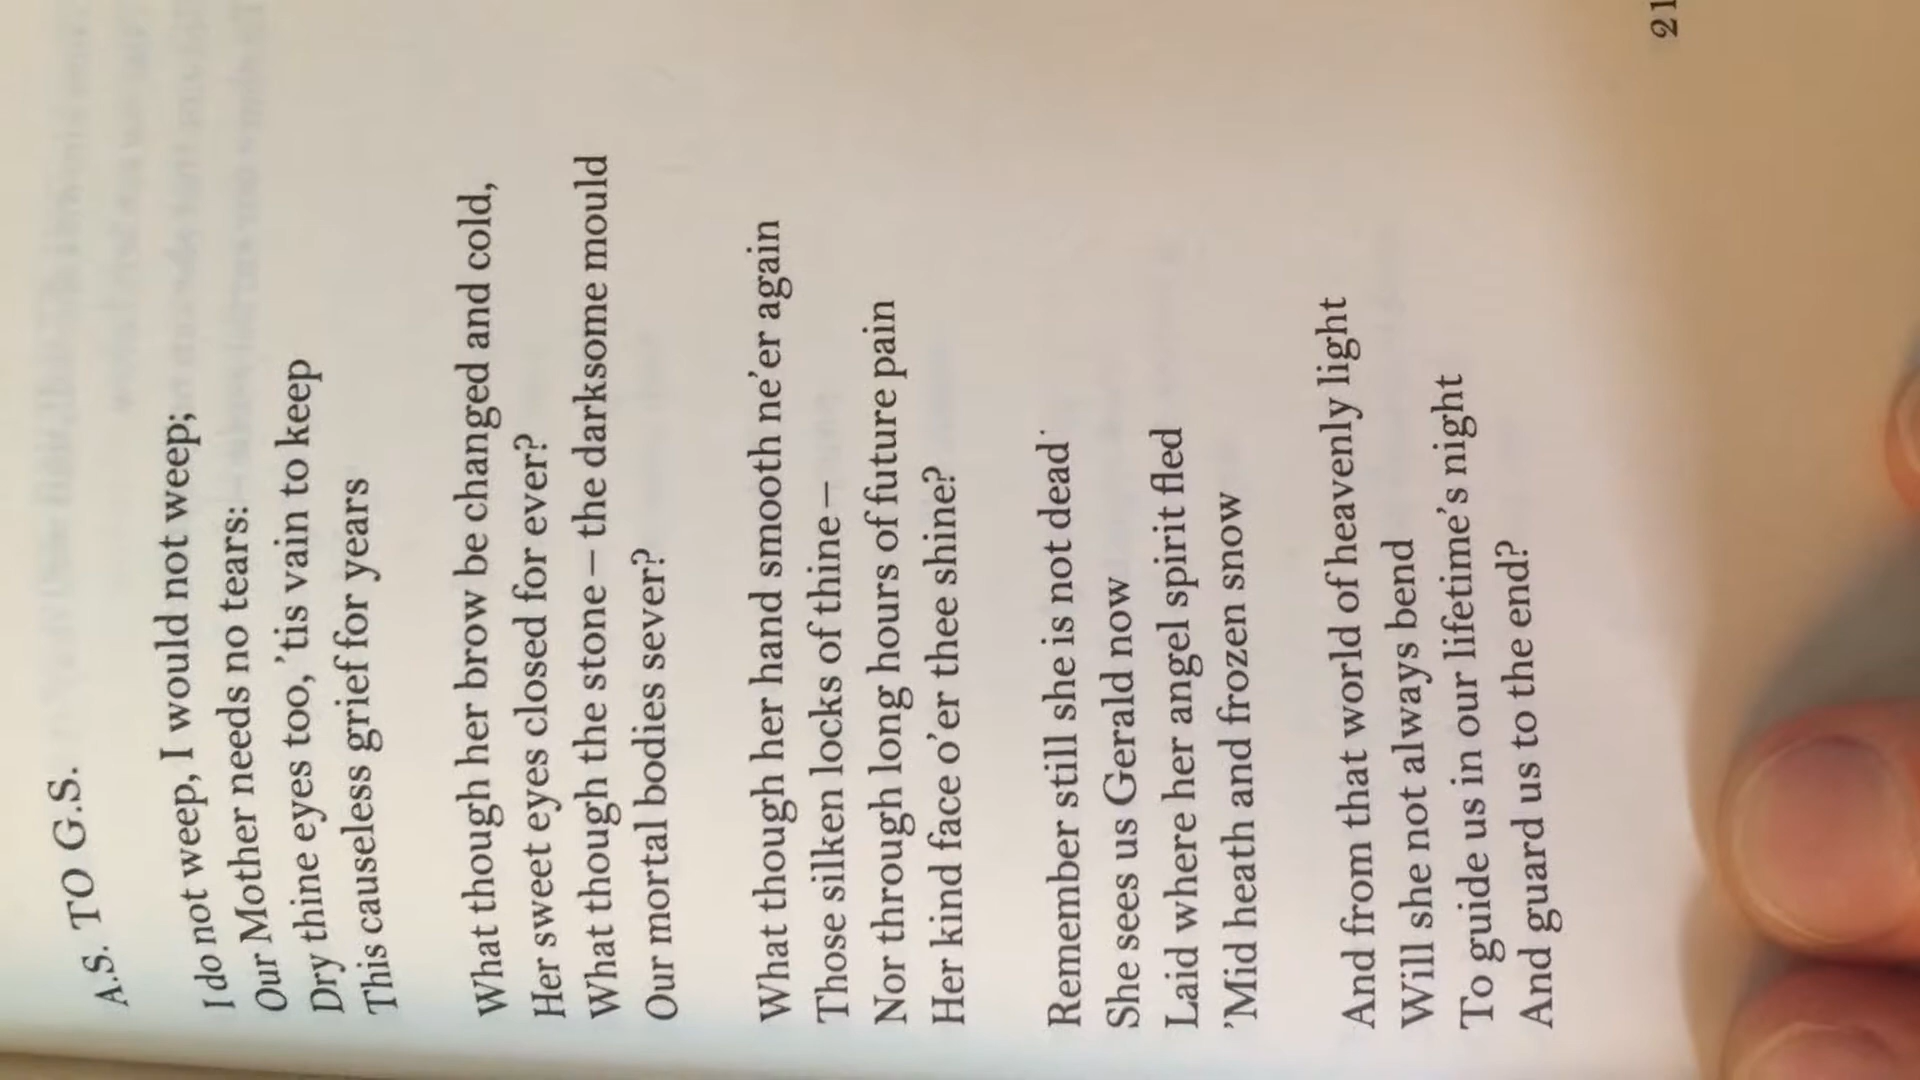 A.S. TO G.S.
I do not weep, I would not weep;
Our Mother needs no tears:
Dry thine eyes too, 'tis vain to keep
This causeless grief for years
What though her brow be changed and cold,
Her sweet eyes closed for ever?
What though the stone – the darksome mould
Our mortal bodies sever?
What though her hand smooth ne'er again
Those silken locks of thine –
Nor through long hours of future pain
Her kind face o'er thee shine?
Remember still she is not dead
She sees us Gerald now
Laid where her angel spirit fled
'Mid heath and frozen snow
And from that world of heavenly light
Will she not always bend
To guide us in our lifetime's night
And guard us to the end?
21